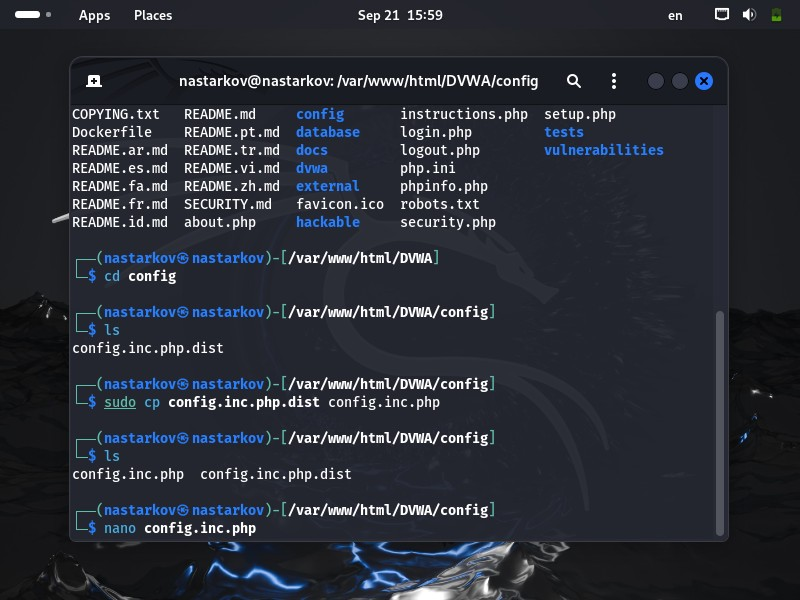 Apps Places Sep 21 15:59 en
nastarkov@nastarkov: /var/www/html/DVWA/config
COPYING.txt README.md config instructions.php setup.php
Dockerfile README.pt.md database login.php tests
README.ar.md README.tr.md docs logout.php vulnerabilities
README.es.md README.vi.md dvwa php.ini
README.fa.md README.zh.md external phpinfo.php
README.fr.md SECURITY.md favicon.ico robots.txt
README.id.md about.php hackable security.php
┌──(nastarkov㉿nastarkov)-[/var/www/html/DVWA]
└─$ cd config
┌──(nastarkov㉿nastarkov)-[/var/www/html/DVWA/config]
└─$ ls
config.inc.php.dist
┌──(nastarkov㉿nastarkov)-[/var/www/html/DVWA/config]
└─$ sudo cp config.inc.php.dist config.inc.php
┌──(nastarkov㉿nastarkov)-[/var/www/html/DVWA/config]
└─$ ls
config.inc.php config.inc.php.dist
┌──(nastarkov㉿nastarkov)-[/var/www/html/DVWA/config]
└─$ nano config.inc.php